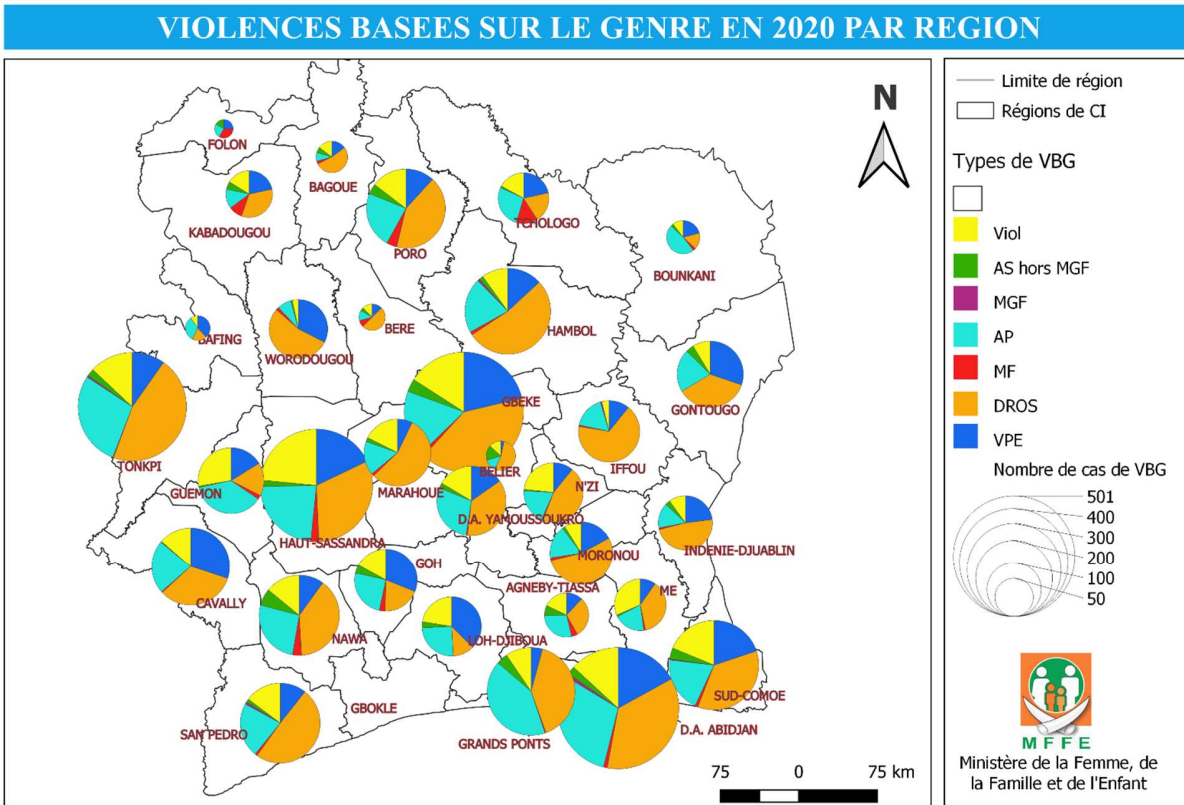 VIOLENCES BASEES SUR LE GENRE EN 2020 PAR REGION
N
FOLON
BAGOUE
KABADOUGOU
PORO
TCHOLOGO
BOUNKANI
BAFING
WORODOUGOU
BERE
HAMBOL
GONTOUGO
TONKPI
GBEKE
IFFOU
GUEMON
MARAHOUE
BELIER
N'ZI
D.A. YAMOUSSOUKRO
HAUT-SASSANDRA
INDENIE-DJUABLIN
MORONOU
GOH
CAVALLY
AGNEBY-TIASSA
ME
NAWA
LOH-DJIBOUA
SUD-COMOE
GBOKLE
SAN PEDRO
GRANDS PONTS
D.A. ABIDJAN
75 0 75 km
Limite de région
Régions de CI
Types de VBG
Viol
AS hors MGF
MGF
AP
MF
DROS
VPE
Nombre de cas de VBG
501
400
300
200
100
50
MFFE
Ministère de la Femme, de
la Famille et de l'Enfant